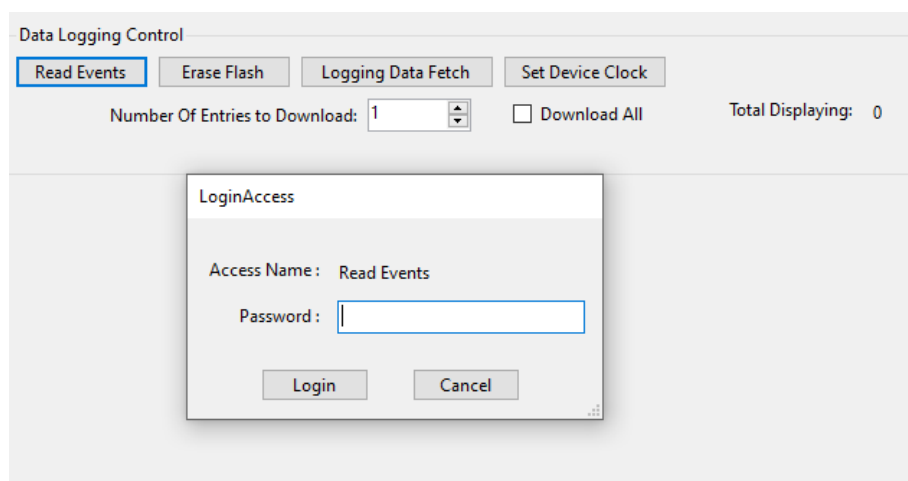 Data Logging Control
Read Events Erase Flash Logging Data Fetch Set Device Clock
Number Of Entries to Download: 1 Download All Total Displaying: 0
LoginAccess
Access Name : Read Events
Password :
Login Cancel